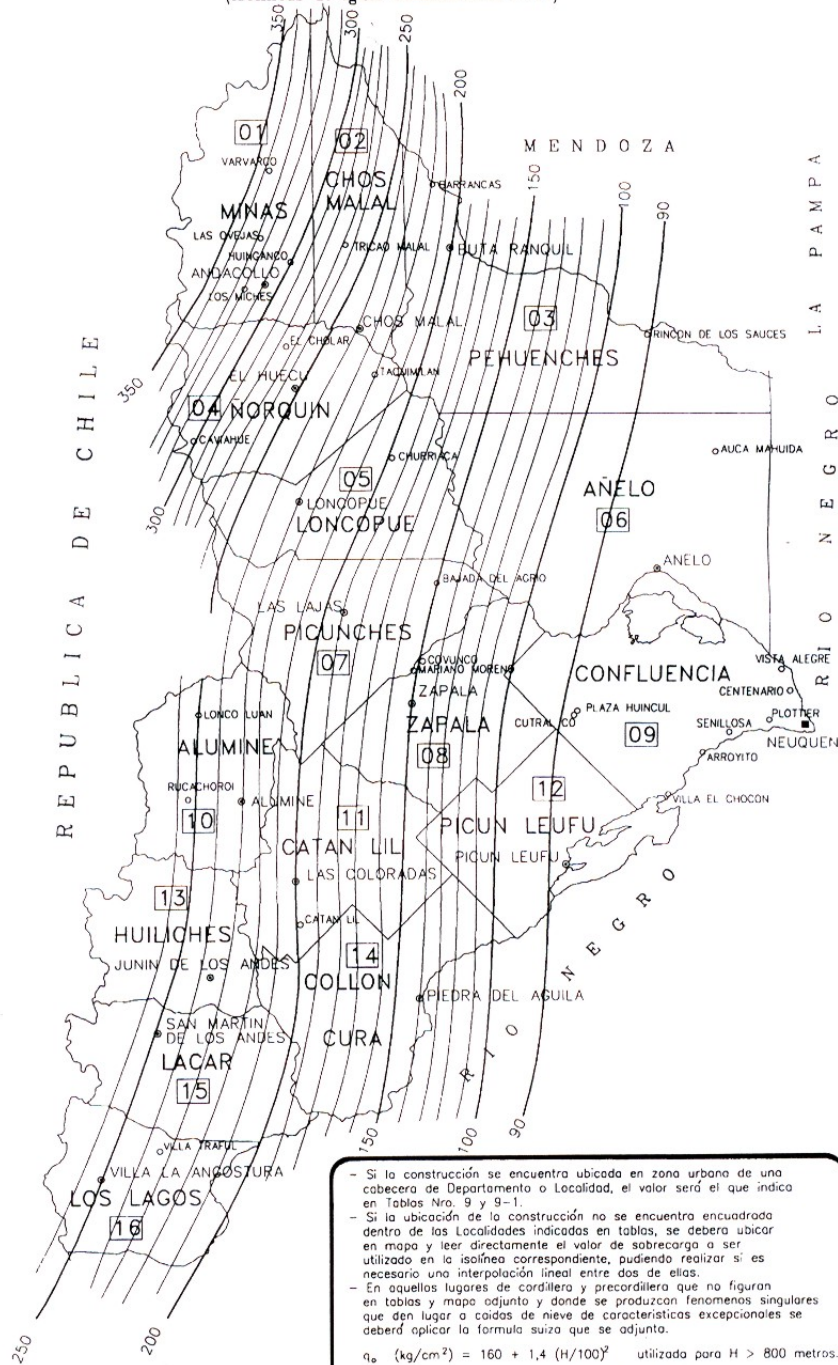 350
300
250
200
MENDOZA
150
100
90
LA PAMPA
01
VARVARCO
02
CHOS
MALAL
BARRANCAS
MINAS
LAS OVEJAS
HUINGANCO
TRICAO MALAL
BUTA RANQUIL
ANDACOLLO
LOS MICHES
03
CHOS MALAL
RINCON DE LOS SAUCES
EL CHOLAR
PEHUENCHES
REPUBLICA DE CHILE
350
EL HUECU
TAQUIMILAN
04
ÑORQUIN
CAVIAHUE
CHURRIACA
AUCA MAHUIDA
05
LONCOPUE
LONCOPUE
AÑELO
06
300
RIO NEGRO
BAJADA DEL AGRIO
ANELO
LAS LAJAS
PICUNCHES
07
COVUNCO
MARIANO MORENO
CONFLUENCIA
VISTA ALEGRE
CENTENARIO
ZAPALA
ZAPALA
08
LONCO LUAN
ALUMINE
PLAZA HUINCUL
CUTRAL CO
09
SENILLOSA
PLOTTIER
NEUQUEN
ARROYITO
RUCACHOROI
10
ALUMINE
11
CATAN LIL
12
PICUN LEUFU
PICUN LEUFU
VILLA EL CHOCON
LAS COLORADAS
13
HUILICHES
CATAN LIL
JUNIN DE LOS ANDES
14
COLLON
CURA
PIEDRA DEL AGUILA
RIO NEGRO
SAN MARTIN
DE LOS ANDES
LACAR
15
150
100
90
VILLA TRAFUL
VILLA LA ANGOSTURA
LOS LAGOS
16
250
200
- Si la construcción se encuentra ubicada en zona urbana de una
cabecera de Departamento o Localidad, el valor será el que indica
en Tablas Nro. 9 y 9-1.
- Si la ubicación de la construcción no se encuentra encuadrada
dentro de las Localidades indicadas en tablas, se debera ubicar
en mapa y leer directamente el valor de sobrecarga a ser
utilizado en la isolínea correspondiente, pudiendo realizar si es
necesario una interpolación lineal entre dos de ellas.
- En aquellos lugares de cordillera y precordillera que no figuran
en tablas y mapa adjunto y donde se produzcan fenomenos singulares
que den lugar a caidas de nieve de caracteristicas excepcionales se
deberá aplicar la formula suiza que se adjunta.
q₀ (kg/cm²) = 160 + 1,4 (H/100)² utilizada para H > 800 metros.